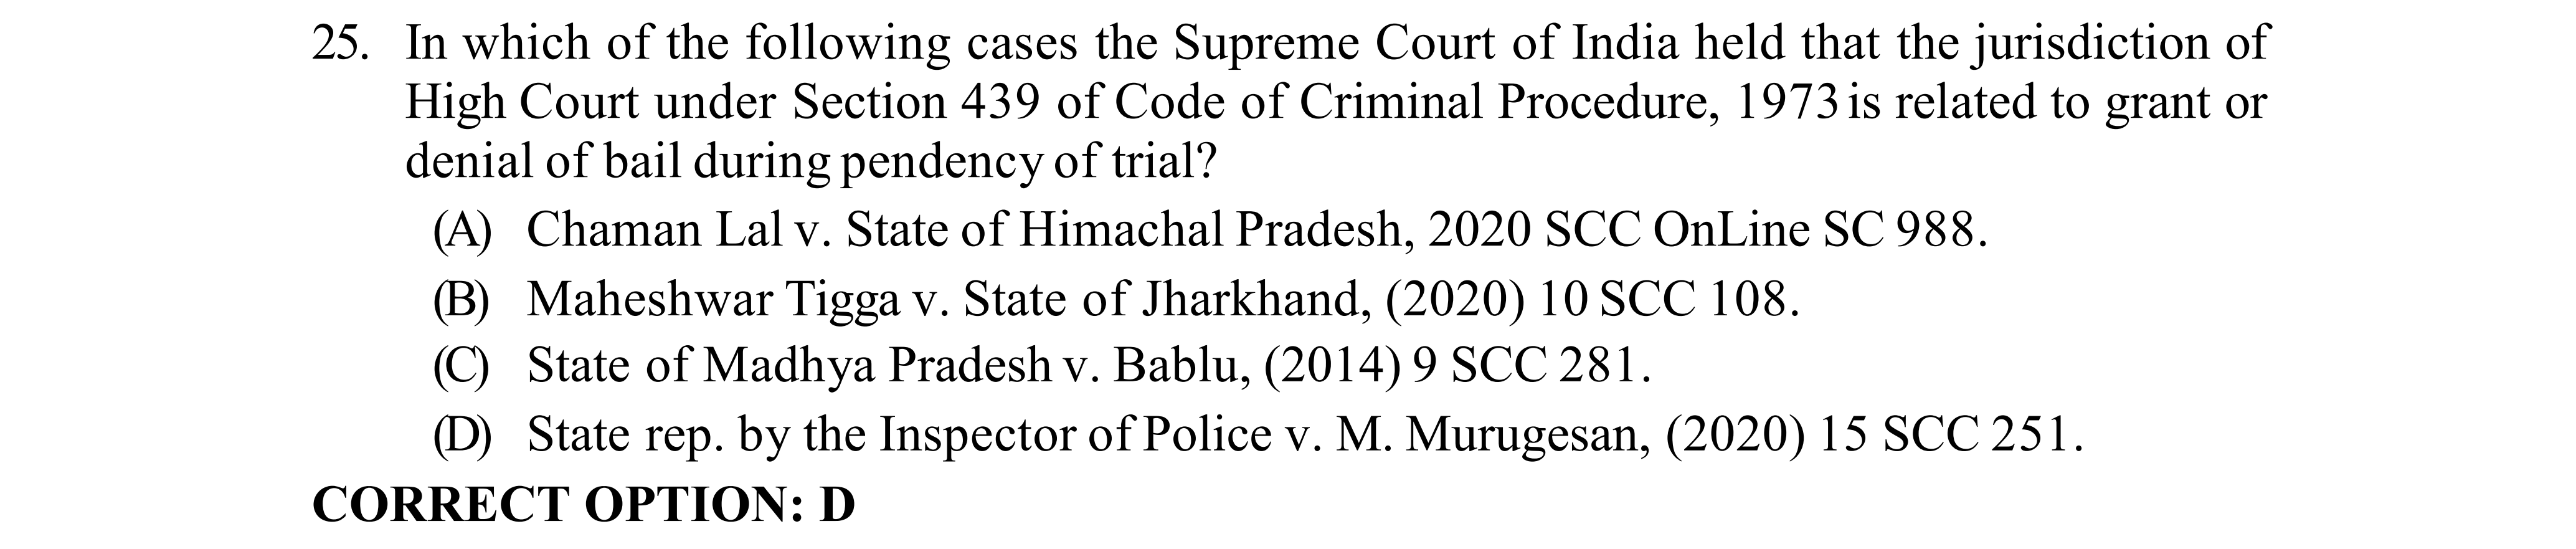 25. In which of the following cases the Supreme Court of India held that the jurisdiction of
High Court under Section 439 of Code of Criminal Procedure, 1973 is related to grant or
denial of bail during pendency of trial?
(A) Chaman Lal v. State of Himachal Pradesh, 2020 SCC OnLine SC 988.
(B) Maheshwar Tigga v. State of Jharkhand, (2020) 10 SCC 108.
(C) State of Madhya Pradesh v. Bablu, (2014) 9 SCC 281.
(D) State rep. by the Inspector of Police v. M. Murugesan, (2020) 15 SCC 251.
CORRECT OPTION: D